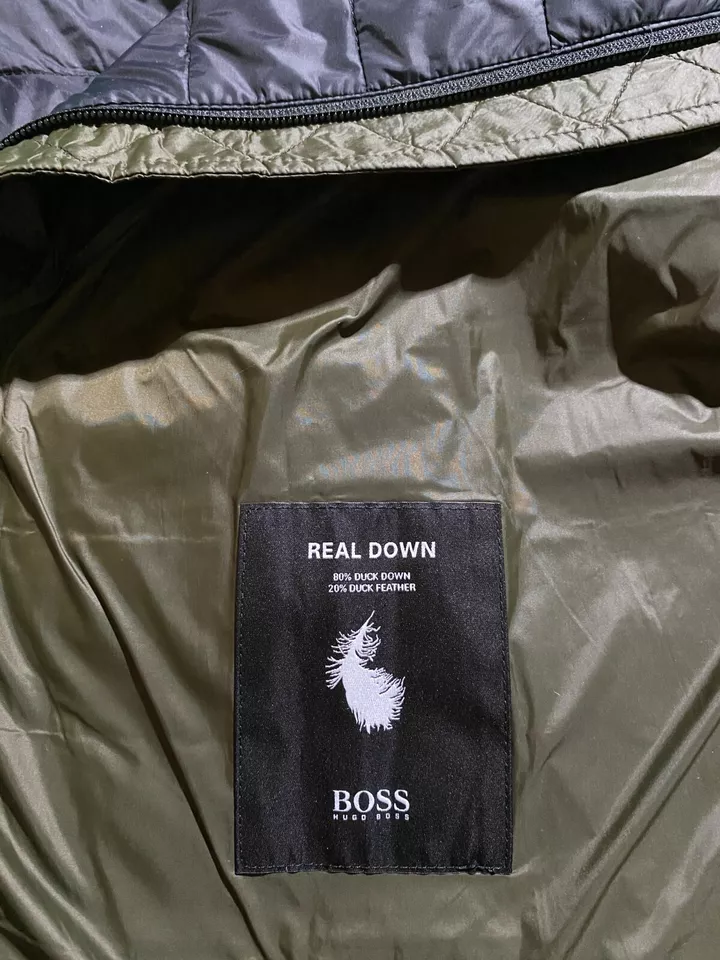 REAL DOWN
80% DUCK DOWN
20% DUCK FEATHER
BOSS
HUGO BOSS